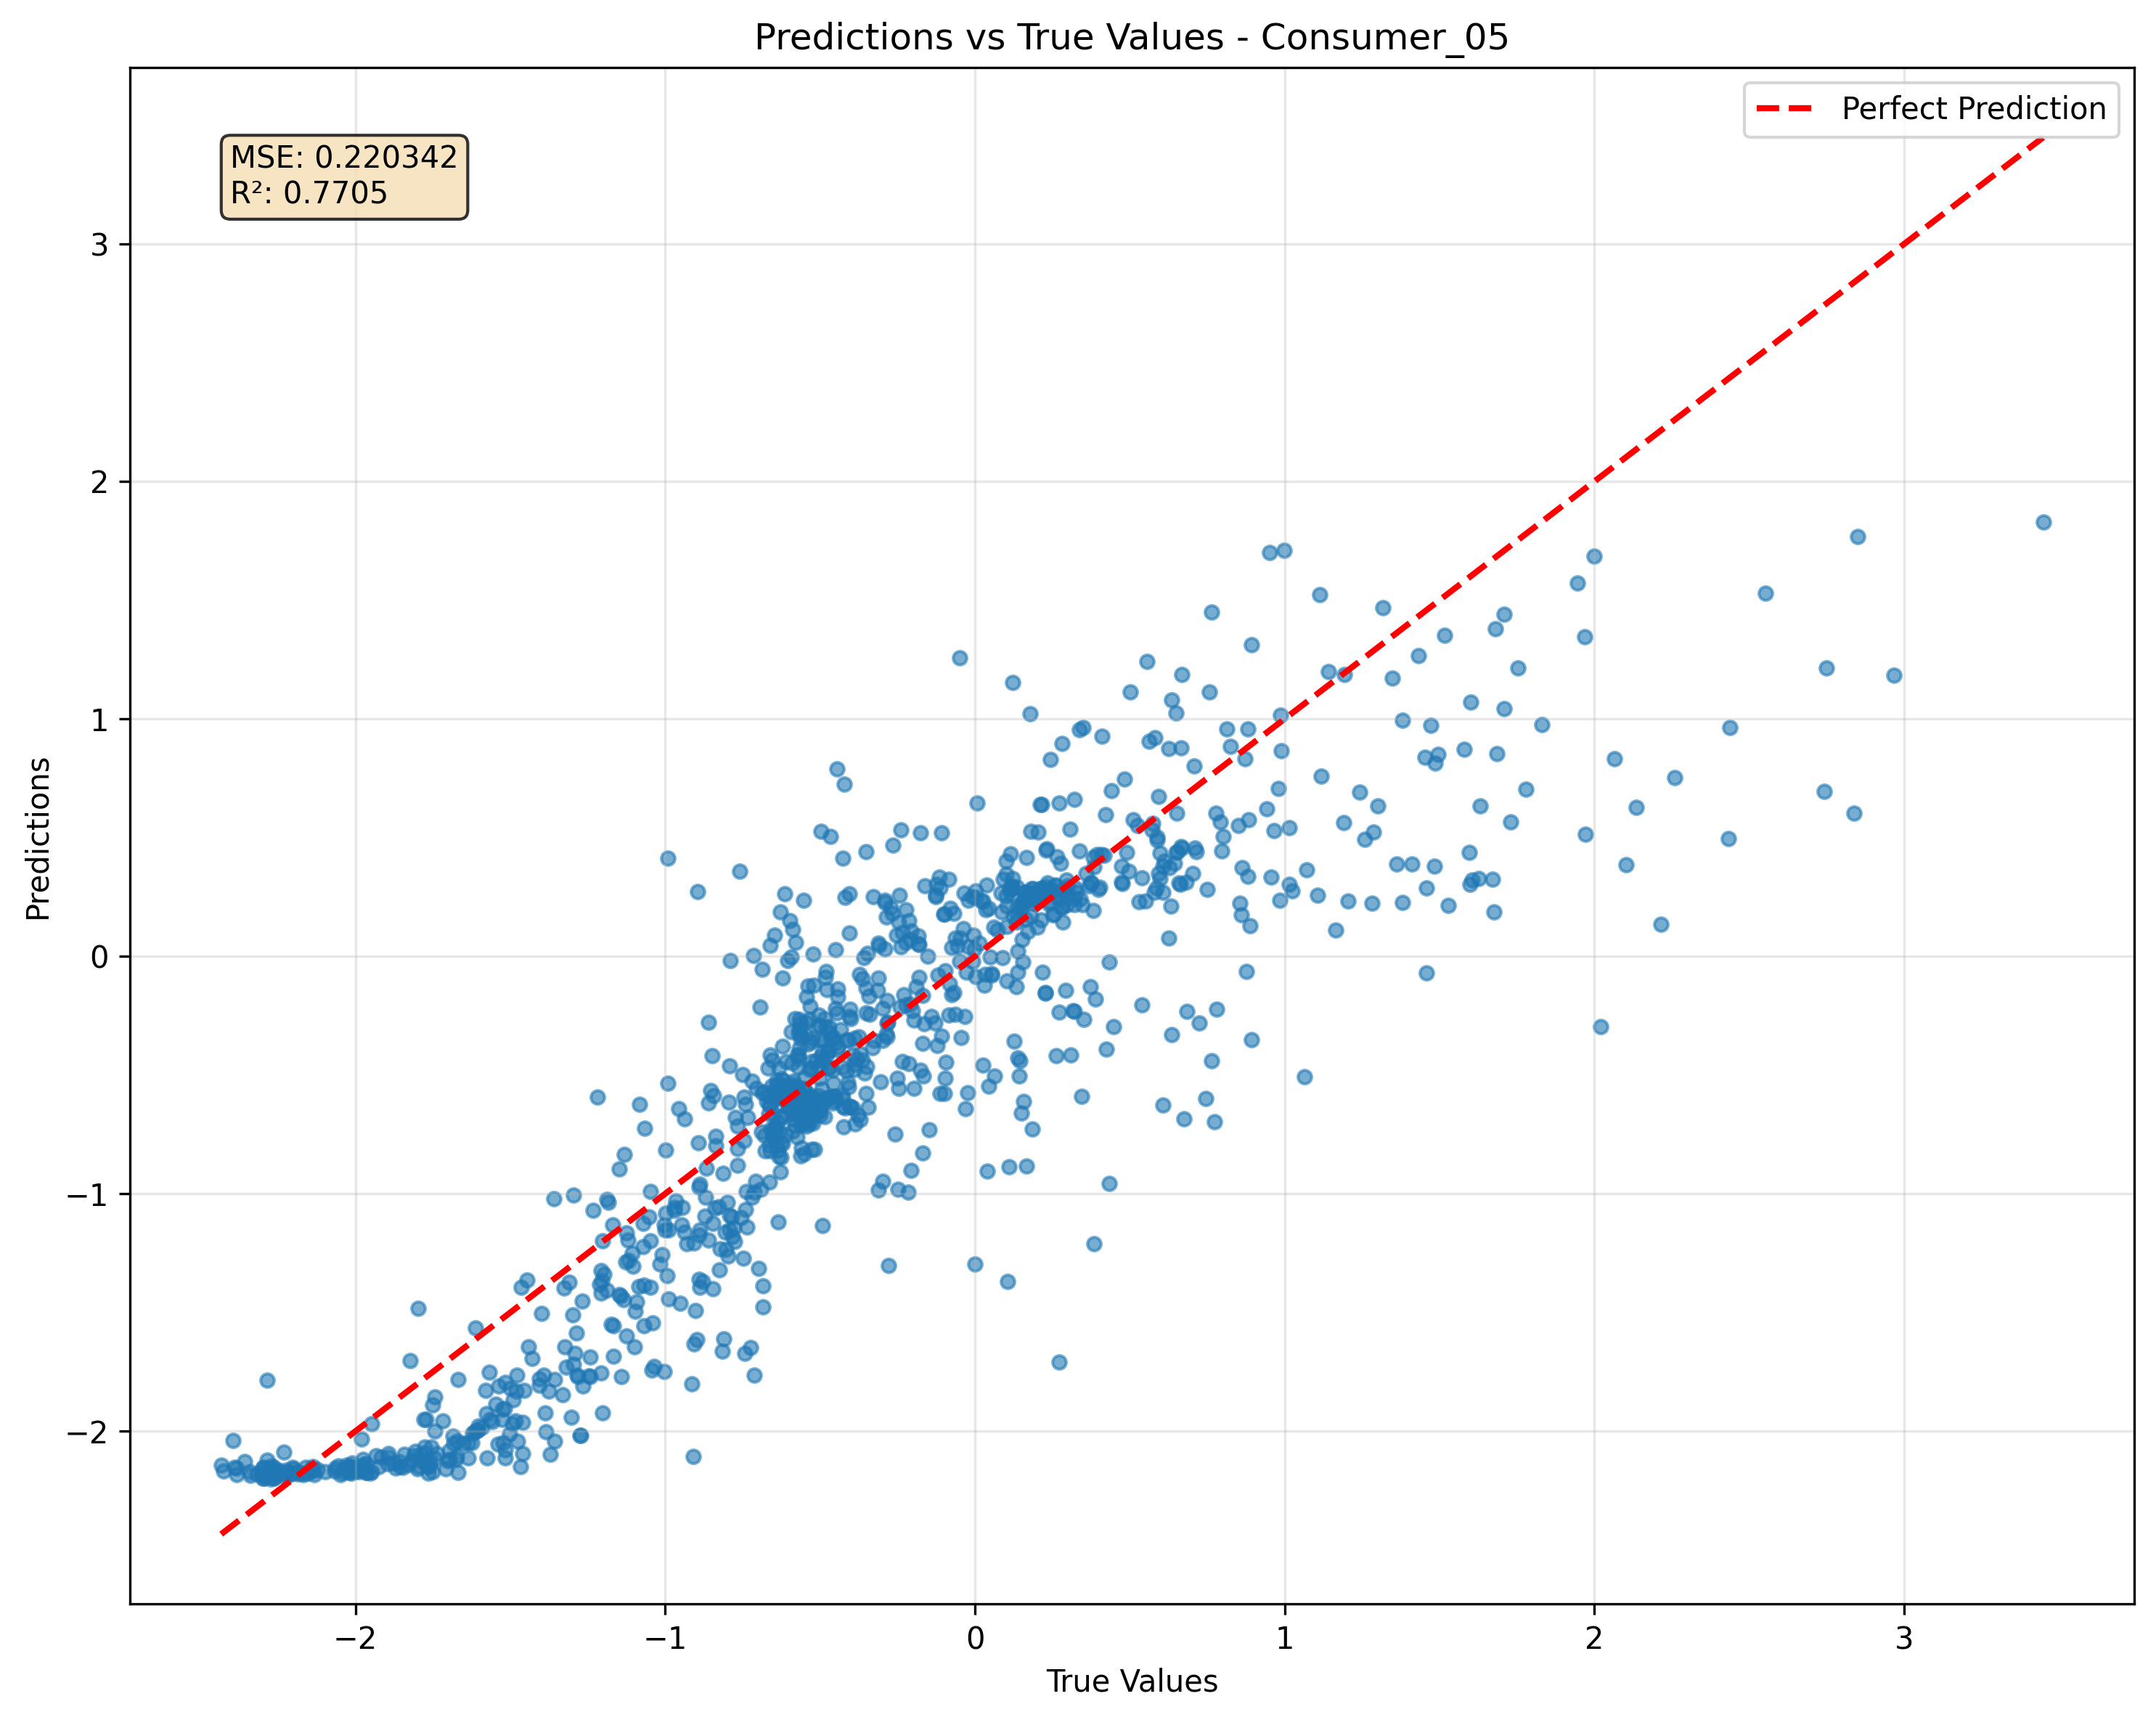 Predictions vs True Values - Consumer_05
Perfect Prediction
MSE: 0.220342
R²: 0.7705
3
2
1
0
−1
−2
Predictions
−2
−1
0
1
2
3
True Values